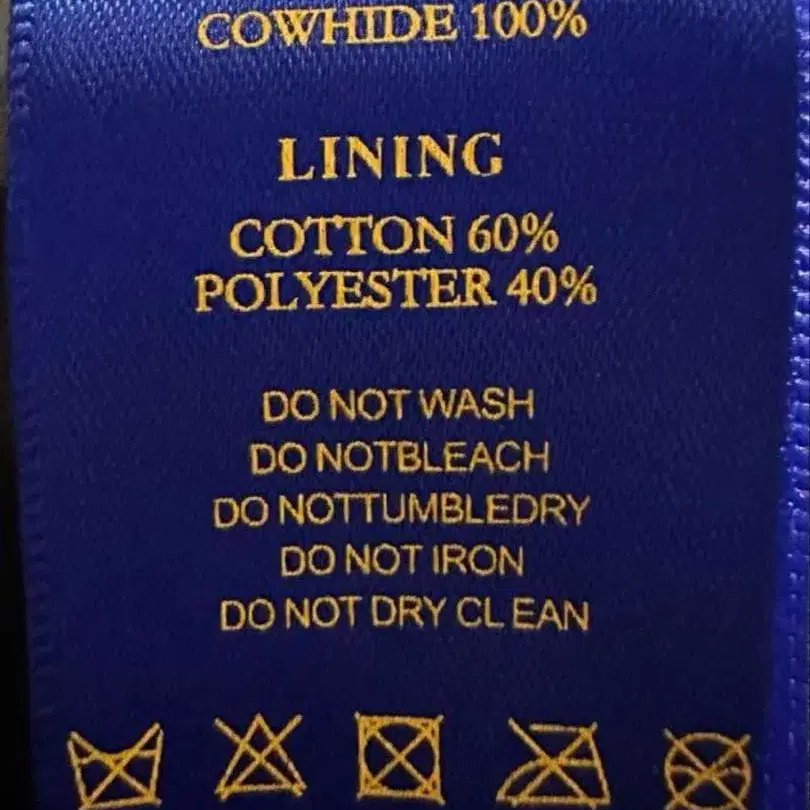 COWHIDE 100%
LINING
COTTON 60%
POLYESTER 40%
DO NOT WASH
DO NOTBLEACH
DO NOTTUMBLEDRY
DO NOT IRON
DO NOT DRY CL EAN